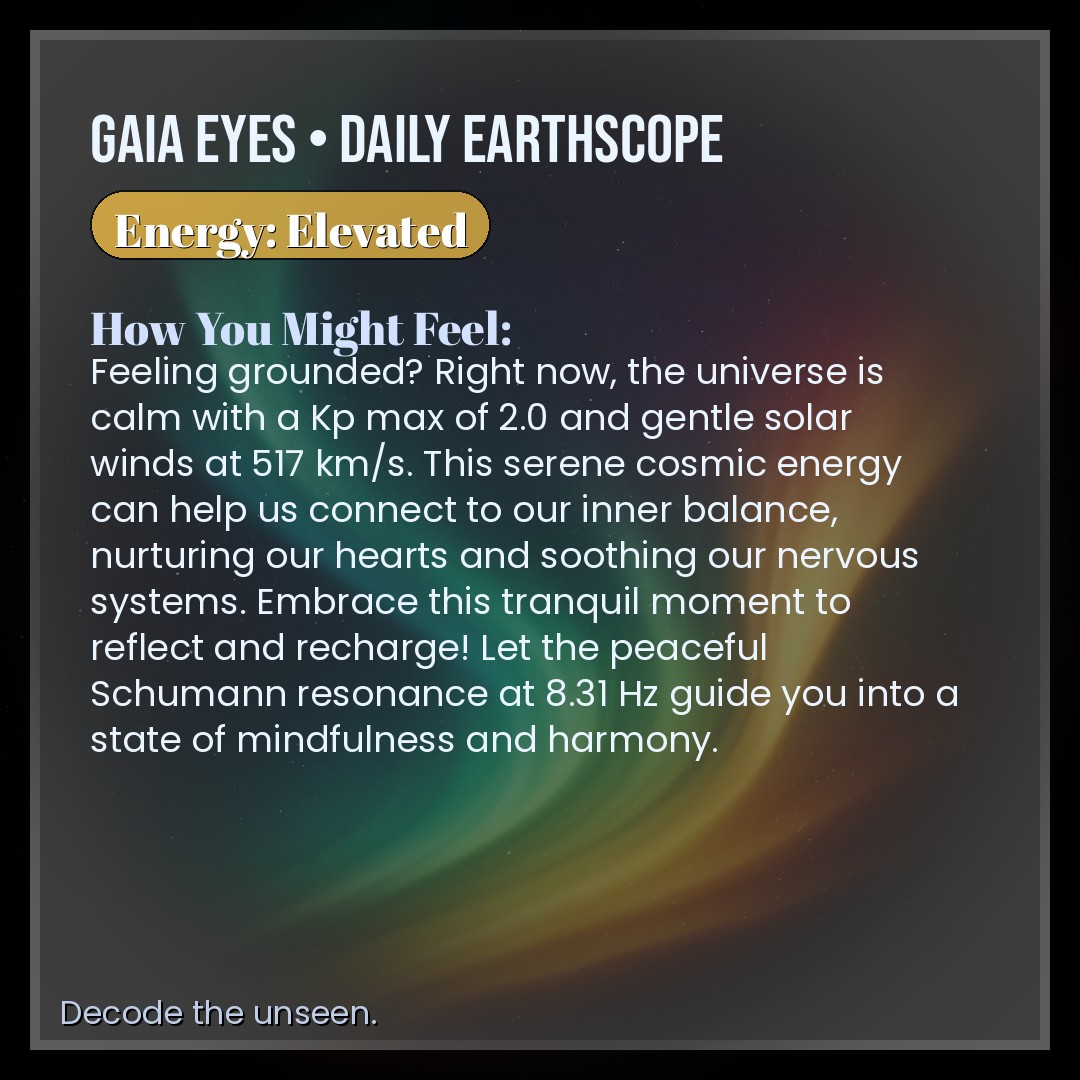 GAIA EYES • DAILY EARTHSCOPE
Energy: Elevated
How You Might Feel:
Feeling grounded? Right now, the universe is
calm with a Kp max of 2.0 and gentle solar
winds at 517 km/s. This serene cosmic energy
can help us connect to our inner balance,
nurturing our hearts and soothing our nervous
systems. Embrace this tranquil moment to
reflect and recharge! Let the peaceful
Schumann resonance at 8.31 Hz guide you into a
state of mindfulness and harmony.
Decode the unseen.